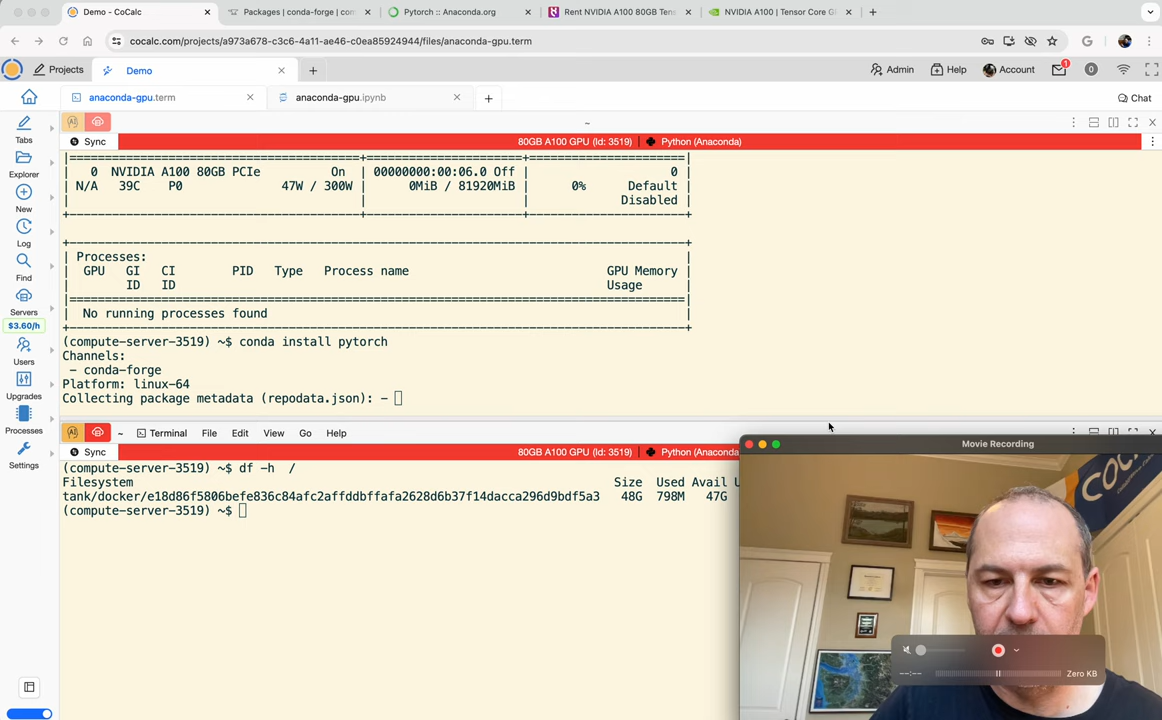 Demo - CoCalc
Packages | conda-forge | com
Pytorch :: Anaconda.org
Rent NVIDIA A100 80GB Tens
NVIDIA A100 | Tensor Core G
cocalc.com/projects/a973a678-c3c6-4a11-ae46-c0ea85924944/files/anaconda-gpu.term
Projects
Demo
Admin
Help
Account
1
0
anaconda-gpu.term
anaconda-gpu.ipynb
Chat
Tabs
Explorer
New
Log
Find
Servers
$3.60/h
Users
Upgrades
Processes
Settings
AI
~
Sync
80GB A100 GPU (Id: 3519) | Python (Anaconda)
|===============================+======================+======================|
| 0 NVIDIA A100 80GB PCIe On | 00000000:00:06.0 Off | 0 |
| N/A 39C P0 47W / 300W | 0MiB / 81920MiB | 0% Default |
| | | Disabled |
+-------------------------------+----------------------+----------------------+
+-----------------------------------------------------------------------------+
| Processes: |
| GPU GI CI PID Type Process name GPU Memory |
| ID ID Usage |
|=============================================================================|
| No running processes found |
+-----------------------------------------------------------------------------+
(compute-server-3519) ~$ conda install pytorch
Channels:
- conda-forge
Platform: linux-64
Collecting package metadata (repodata.json): -
AI
~
Terminal File Edit View Go Help
Sync
80GB A100 GPU (Id: 3519) | Python (Anaconda
(compute-server-3519) ~$ df -h /
Filesystem Size Used Avail U
tank/docker/e18d86f5806befe836c84afc2affddbffafa2628d6b37f14dacca296d9bdf5a3 48G 798M 47G
(compute-server-3519) ~$
Movie Recording
--:--
Zero KB